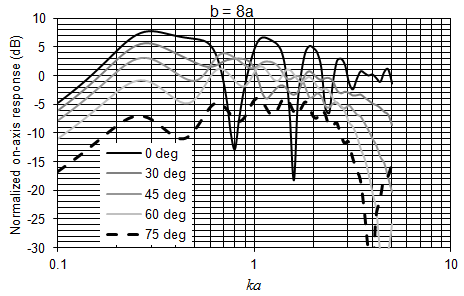 b = 8a
Normalized on-axis response (dB)
10
5
0
-5
-10
-15
-20
-25
-30
0 deg
30 deg
45 deg
60 deg
75 deg
0.1
1
10
ka